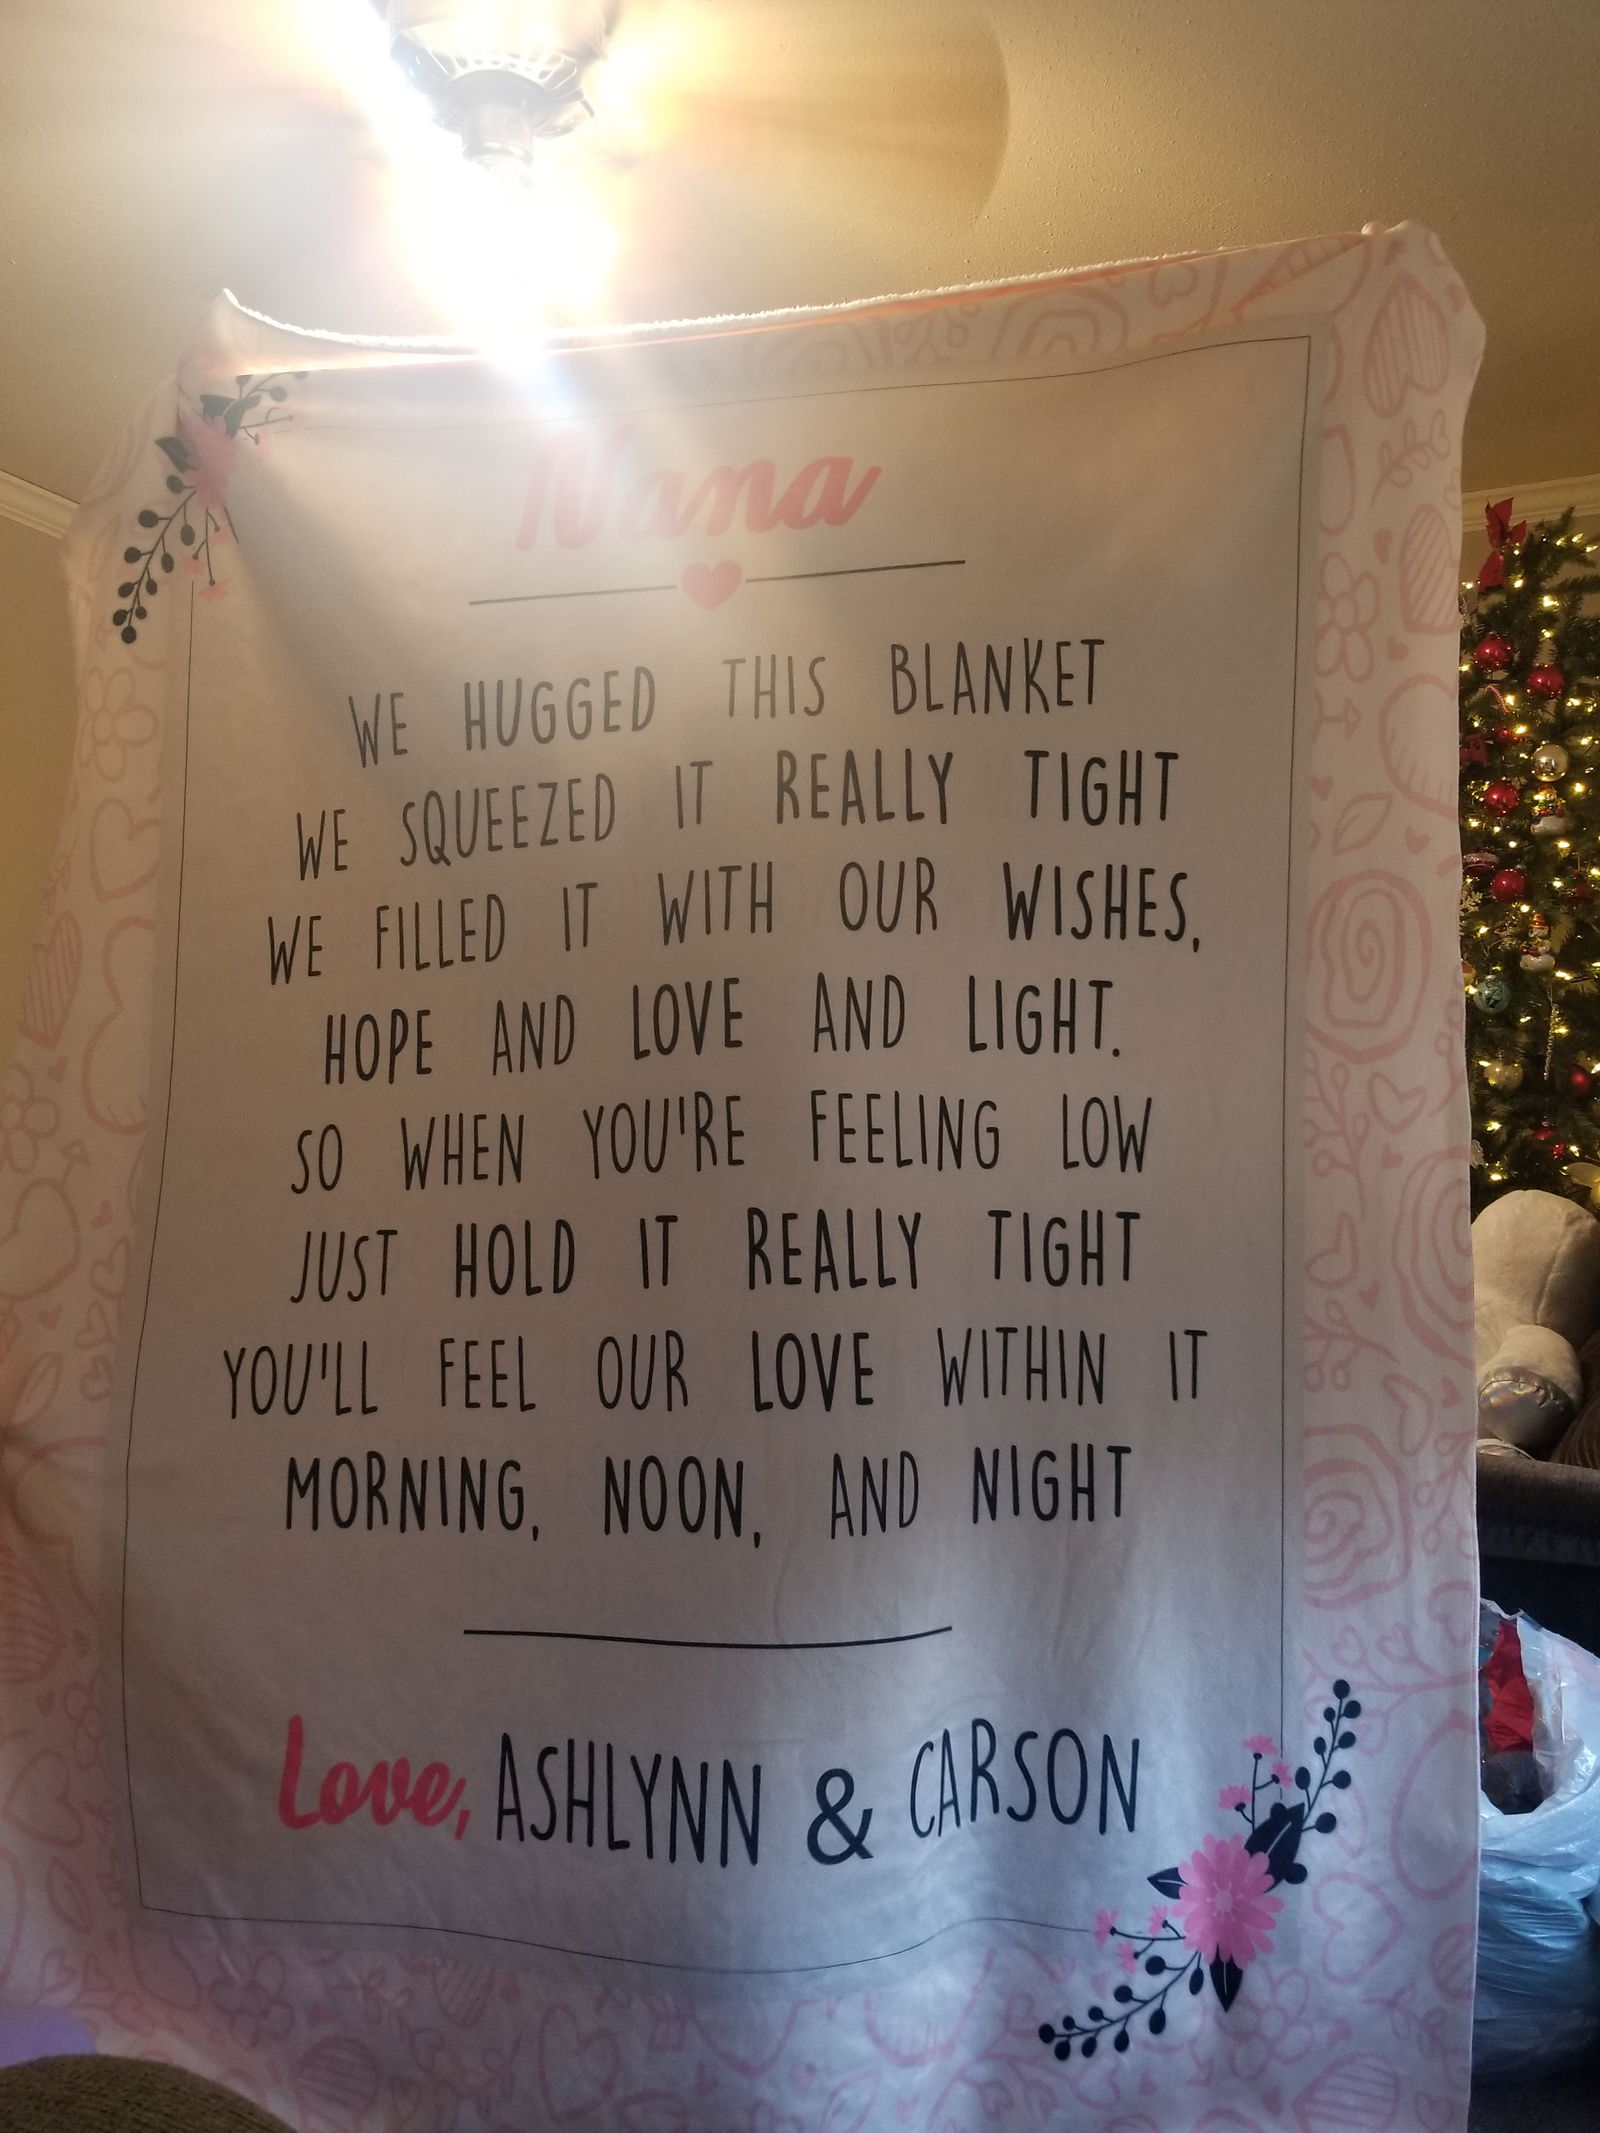 Nana
WE HUGGED THIS BLANKET
WE SQUEEZED IT REALLY TIGHT
WE FILLED IT WITH OUR WISHES,
HOPE AND LOVE AND LIGHT.
SO WHEN YOU'RE FEELING LOW
JUST HOLD IT REALLY TIGHT
YOU'LL FEEL OUR LOVE WITHIN IT
MORNING, NOON, AND NIGHT
Love, ASHLYNN & CARSON